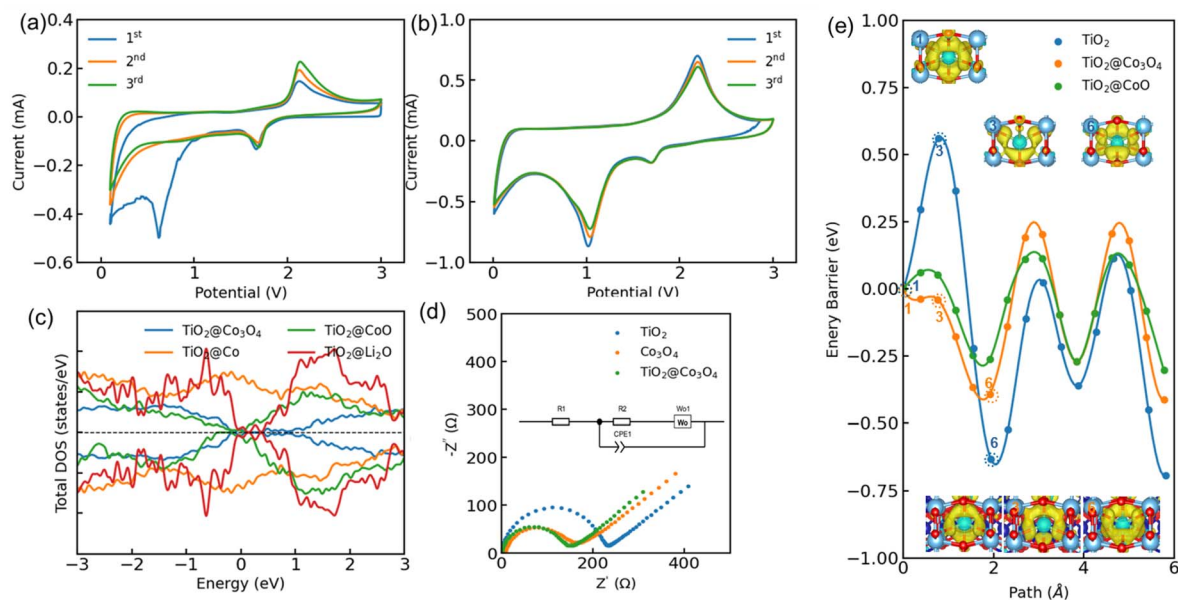 (a)
0.4
0.2
0.0
-0.2
-0.4
-0.6
Current (mA)
1st
2nd
3rd
0
1
2
3
Potential (V)
(b)
1.0
0.5
0.0
-0.5
-1.0
Current (mA)
1st
2nd
3rd
0
1
2
3
Potential (V)
(c)
Total DOS (states/eV)
TiO2@Co3O4
TiO2@CoO
TiO2@Co
TiO2@Li2O
-3
-2
-1
0
1
2
3
Energy (eV)
(d)
500
400
300
200
100
0
-Z" (Ω)
TiO2
Co3O4
TiO2@Co3O4
R1
R2
Wo1
Wo
CPE1
0
200
400
Z' (Ω)
(e)
1.00
0.75
0.50
0.25
0.00
-0.25
-0.50
-0.75
-1.00
Enery Barrier (eV)
1
TiO2
TiO2@Co3O4
TiO2@CoO
3
6
3
1
1
3
6
6
0
2
4
6
Path (Å)